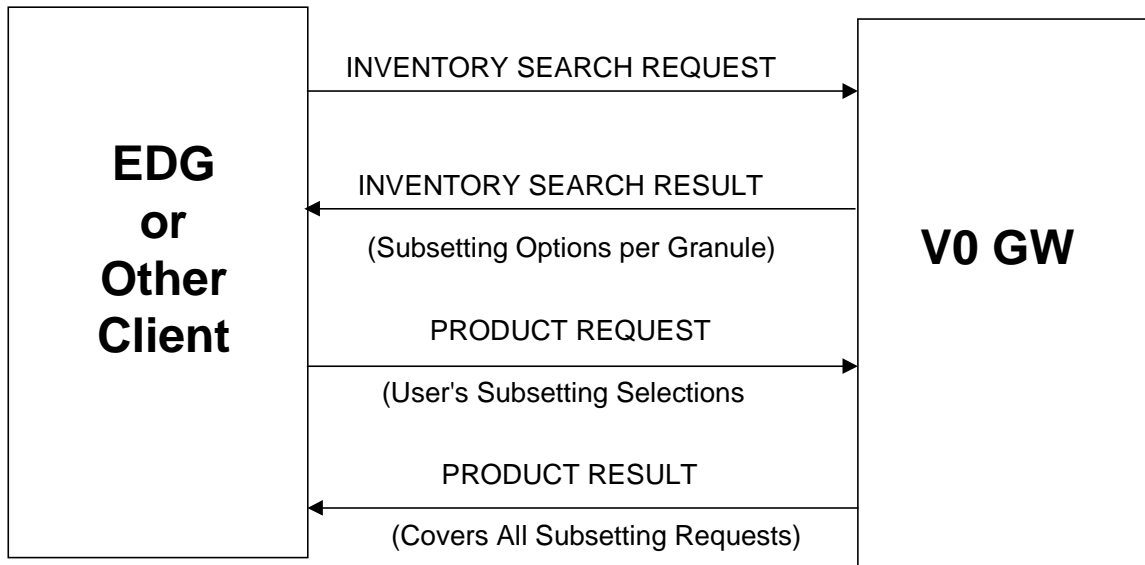 EDG
or
Other
Client
INVENTORY SEARCH REQUEST
INVENTORY SEARCH RESULT
(Subsetting Options per Granule)
PRODUCT REQUEST
(User's Subsetting Selections
PRODUCT RESULT
(Covers All Subsetting Requests)
V0 GW